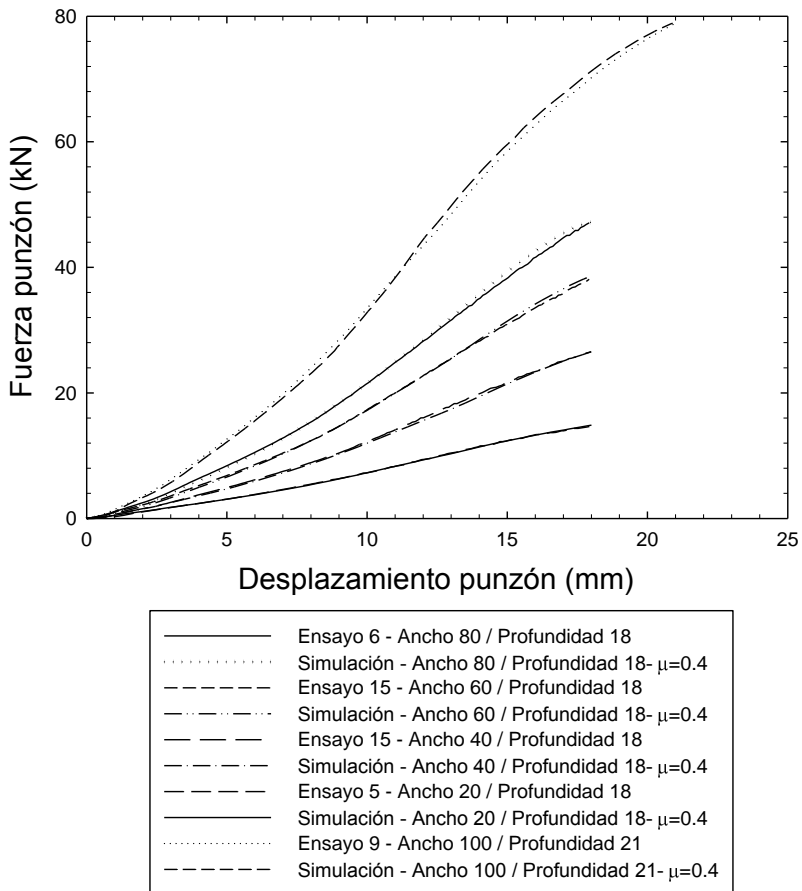 80
60
40
20
0
Fuerza punzón (kN)
0 5 10 15 20 25
Desplazamiento punzón (mm)
Ensayo 6 - Ancho 80 / Profundidad 18
Simulación - Ancho 80 / Profundidad 18- μ=0.4
Ensayo 15 - Ancho 60 / Profundidad 18
Simulación - Ancho 60 / Profundidad 18- μ=0.4
Ensayo 15 - Ancho 40 / Profundidad 18
Simulación - Ancho 40 / Profundidad 18- μ=0.4
Ensayo 5 - Ancho 20 / Profundidad 18
Simulación - Ancho 20 / Profundidad 18- μ=0.4
Ensayo 9 - Ancho 100 / Profundidad 21
Simulación - Ancho 100 / Profundidad 21- μ=0.4